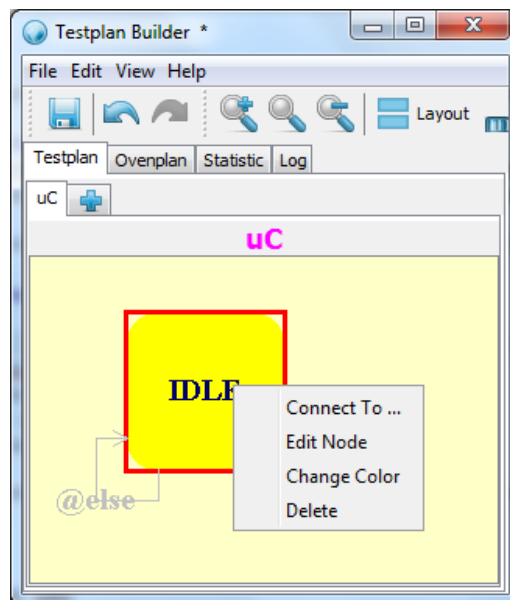 Testplan Builder *
File Edit View Help
Layout
Testplan Ovenplan Statistic Log
uC
uC
IDLE
Connect To ...
Edit Node
Change Color
Delete
@else